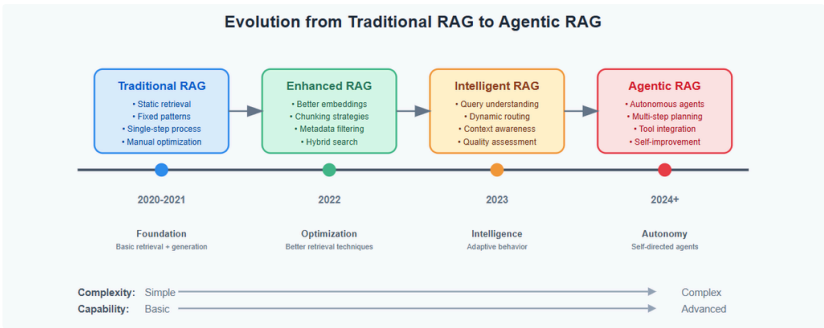 Evolution from Traditional RAG to Agentic RAG
Traditional RAG
• Static retrieval
• Fixed patterns
• Single-step process
• Manual optimization
Enhanced RAG
• Better embeddings
• Chunking strategies
• Metadata filtering
• Hybrid search
Intelligent RAG
• Query understanding
• Dynamic routing
• Context awareness
• Quality assessment
Agentic RAG
• Autonomous agents
• Multi-step planning
• Tool integration
• Self-improvement
2020-2021
2022
2023
2024+
Foundation
Basic retrieval + generation
Optimization
Better retrieval techniques
Intelligence
Adaptive behavior
Autonomy
Self-directed agents
Complexity: Simple Complex
Capability: Basic Advanced